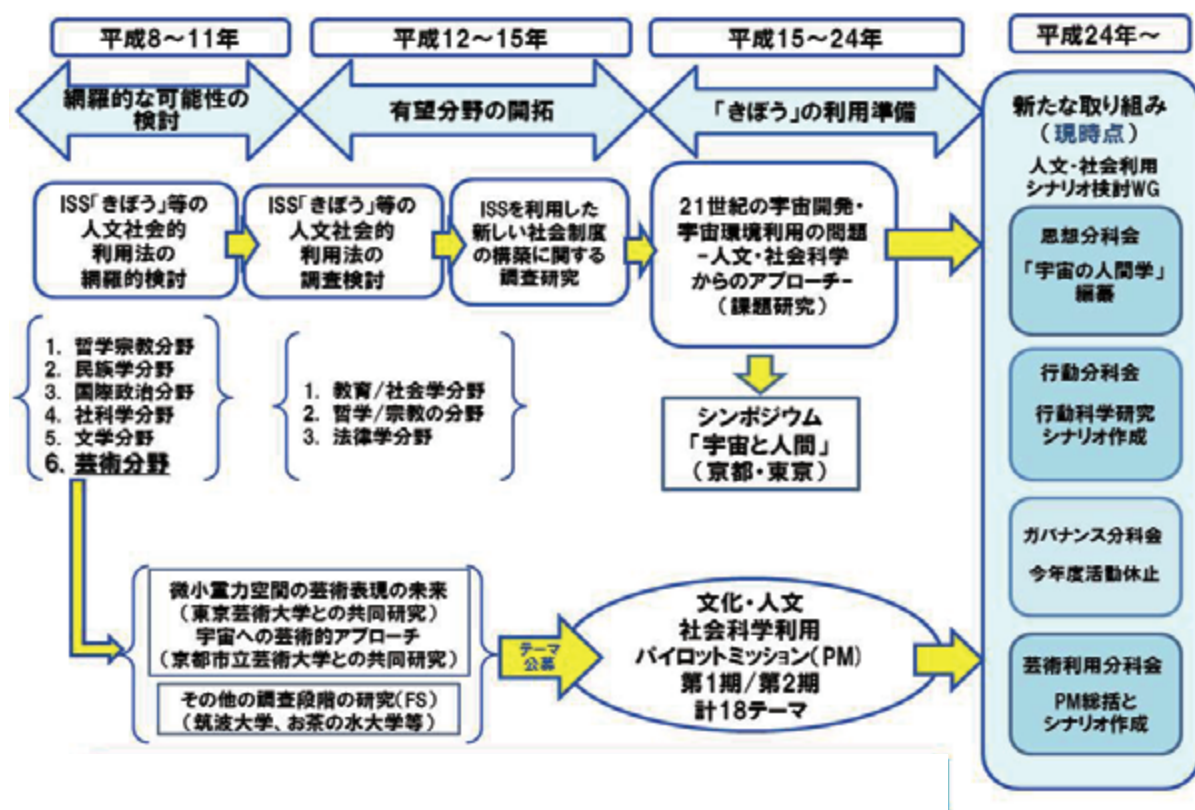 平成8～11年
平成12～15年
平成15～24年
平成24年～
網羅的な可能性の
検討
有望分野の開拓
「きぼう」の利用準備
ISS「きぼう」等の
人文社会的
利用法の
網羅的検討
ISS「きぼう」等の
人文社会的
利用法の
調査検討
ISSを利用した
新しい社会制度
の構築に関する
調査研究
21世紀の宇宙開発・
宇宙環境利用の問題
-人文・社会科学
からのアプローチ-
(課題研究)
1. 哲学宗教分野
2. 民族学分野
3. 国際政治分野
4. 社科学分野
5. 文学分野
6. 芸術分野
1. 教育/社会学分野
2. 哲学/宗教の分野
3. 法律学分野
シンポジウム
「宇宙と人間」
(京都・東京)
微小重力空間の芸術表現の未来
(東京芸術大学との共同研究)
宇宙への芸術的アプローチ
(京都市立芸術大学との共同研究)
その他の調査段階の研究(FS)
(筑波大学、お茶の水大学等)
テーマ
公募
文化・人文
社会科学利用
パイロットミッション(PM)
第1期/第2期
計18テーマ
新たな取り組み
(現時点)
人文・社会利用
シナリオ検討WG
思想分科会
「宇宙の人間学」
編纂
行動分科会
行動科学研究
シナリオ作成
ガバナンス分科会
今年度活動休止
芸術利用分科会
PM総括と
シナリオ作成